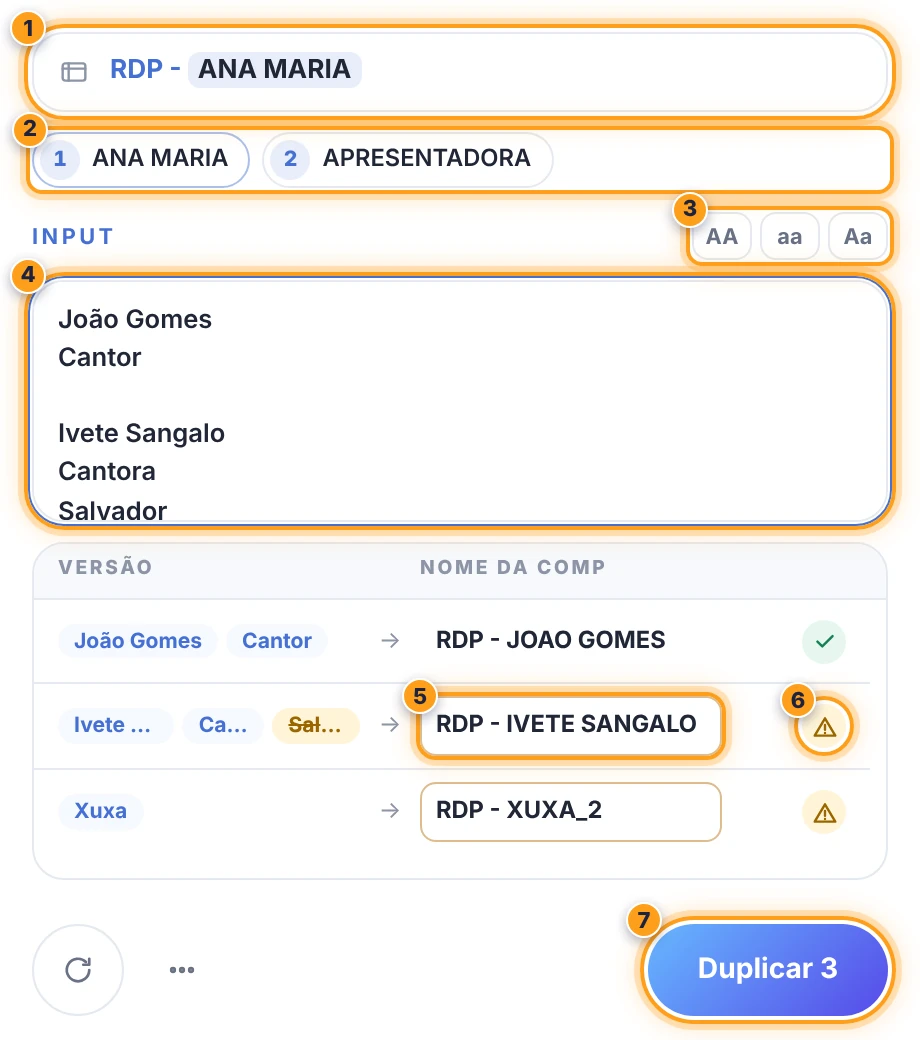 1
RDP - ANA MARIA
2
1 ANA MARIA 2 APRESENTADORA
INPUT
3
AA aa Aa
4
João Gomes
Cantor
Ivete Sangalo
Cantora
Salvador
VERSÃO NOME DA COMP
João Gomes Cantor → RDP - JOAO GOMES
5
6
Ivete ... Ca... Sal... → RDP - IVETE SANGALO
Xuxa → RDP - XUXA_2
7
Duplicar 3